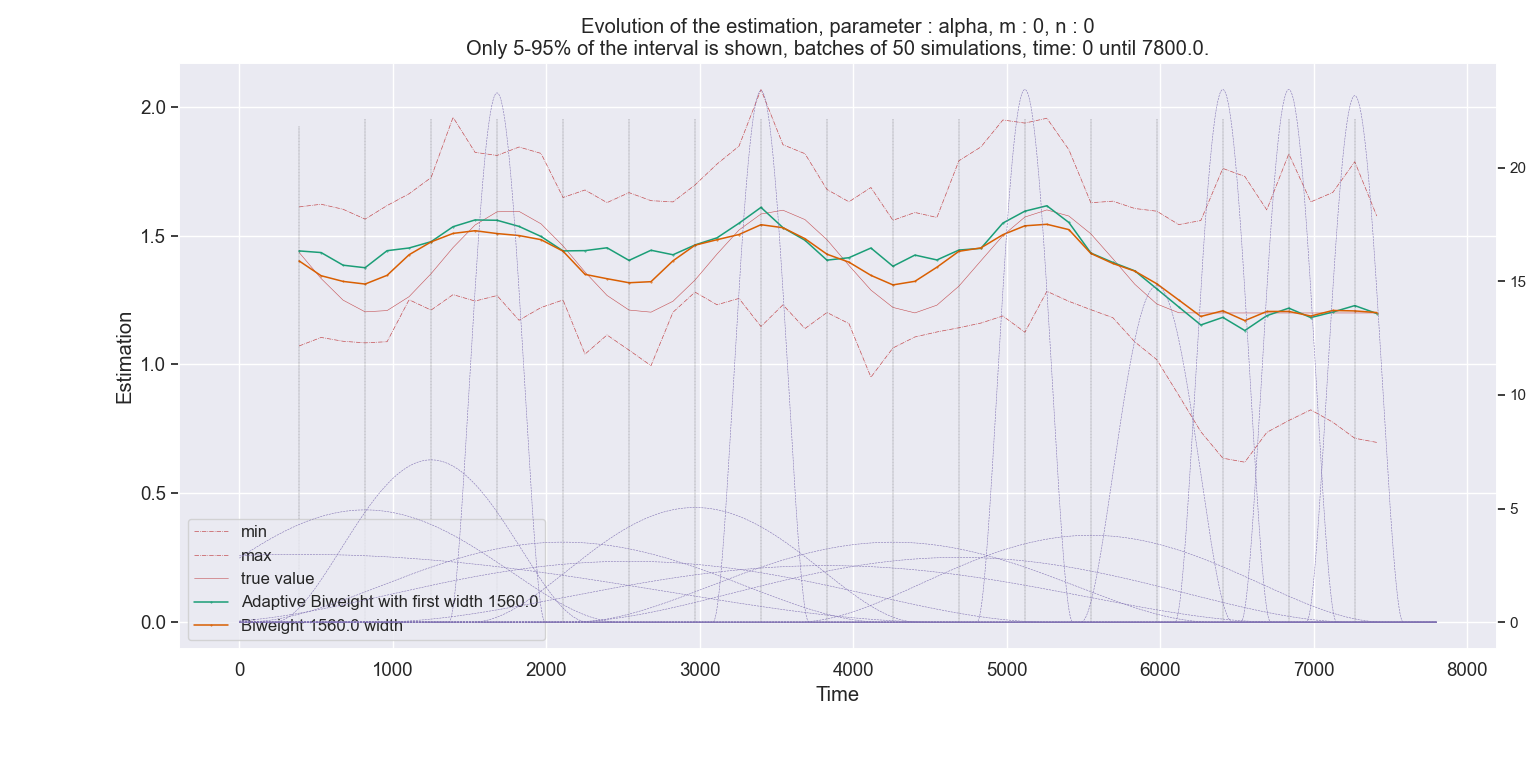 Evolution of the estimation, parameter : alpha, m : 0, n : 0
Only 5-95% of the interval is shown, batches of 50 simulations, time: 0 until 7800.0.
2.0
1.5
1.0
0.5
0.0
Estimation
20
15
10
5
0
min
max
true value
Adaptive Biweight with first width 1560.0
Biweight 1560.0 width
0
1000
2000
3000
4000
5000
6000
7000
8000
Time